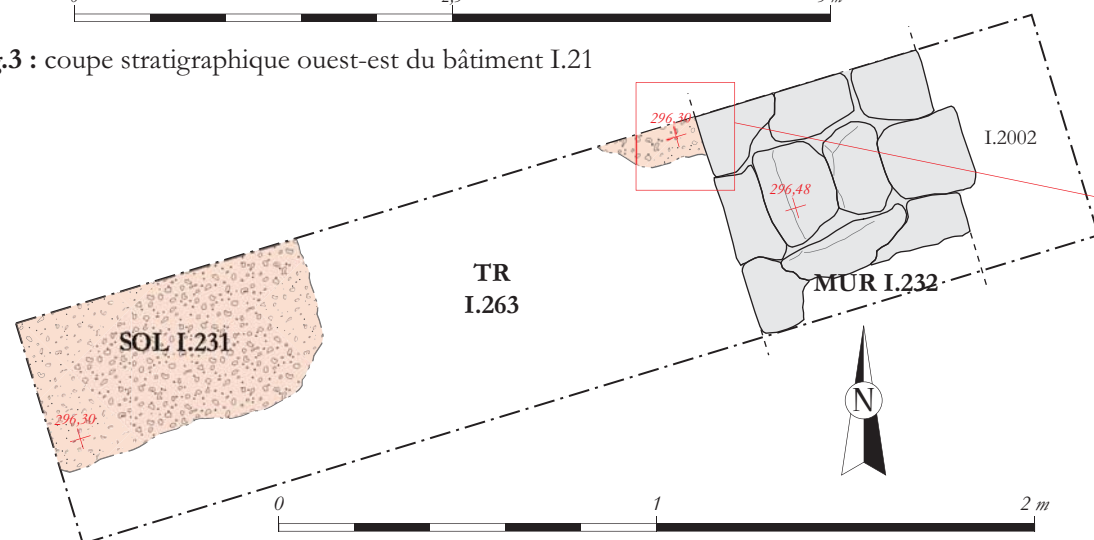 2,5
5 m
.3 : coupe stratigraphique ouest-est du bâtiment I.21
296,30
I.2002
296,48
TR
I.263
MUR I.232
SOL I.231
296,30
N
0
1
2 m